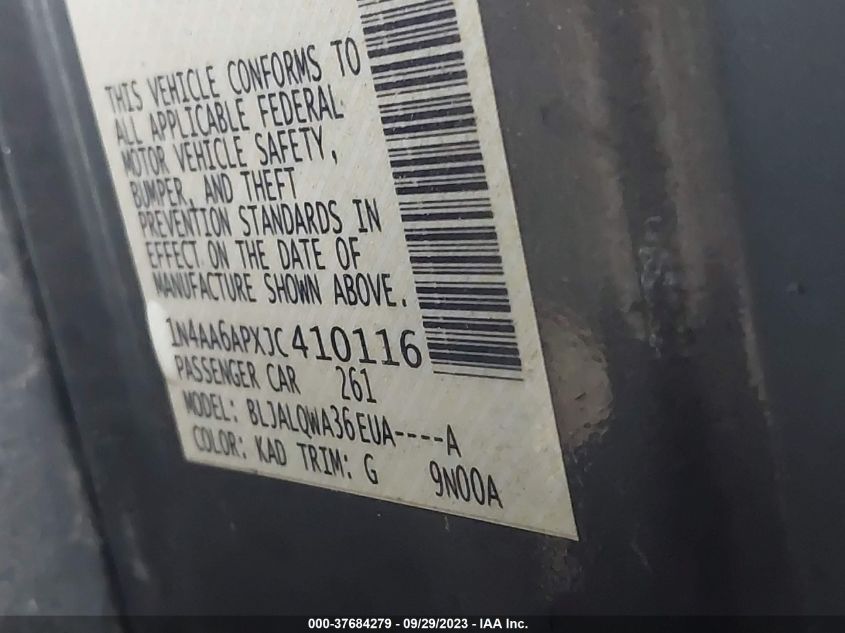 THIS VEHICLE CONFORMS TO
ALL APPLICABLE FEDERAL
MOTOR VEHICLE SAFETY,
BUMPER, AND THEFT
PREVENTION STANDARDS IN
EFFECT ON THE DATE OF
MANUFACTURE SHOWN ABOVE.
1N4AA6APXJC410116
PASSENGER CAR 261
MODEL: BLJALQWA36EUA----A
COLOR: KAD TRIM: G 9N00A
000-37684279 - 09/29/2023 - IAA Inc.